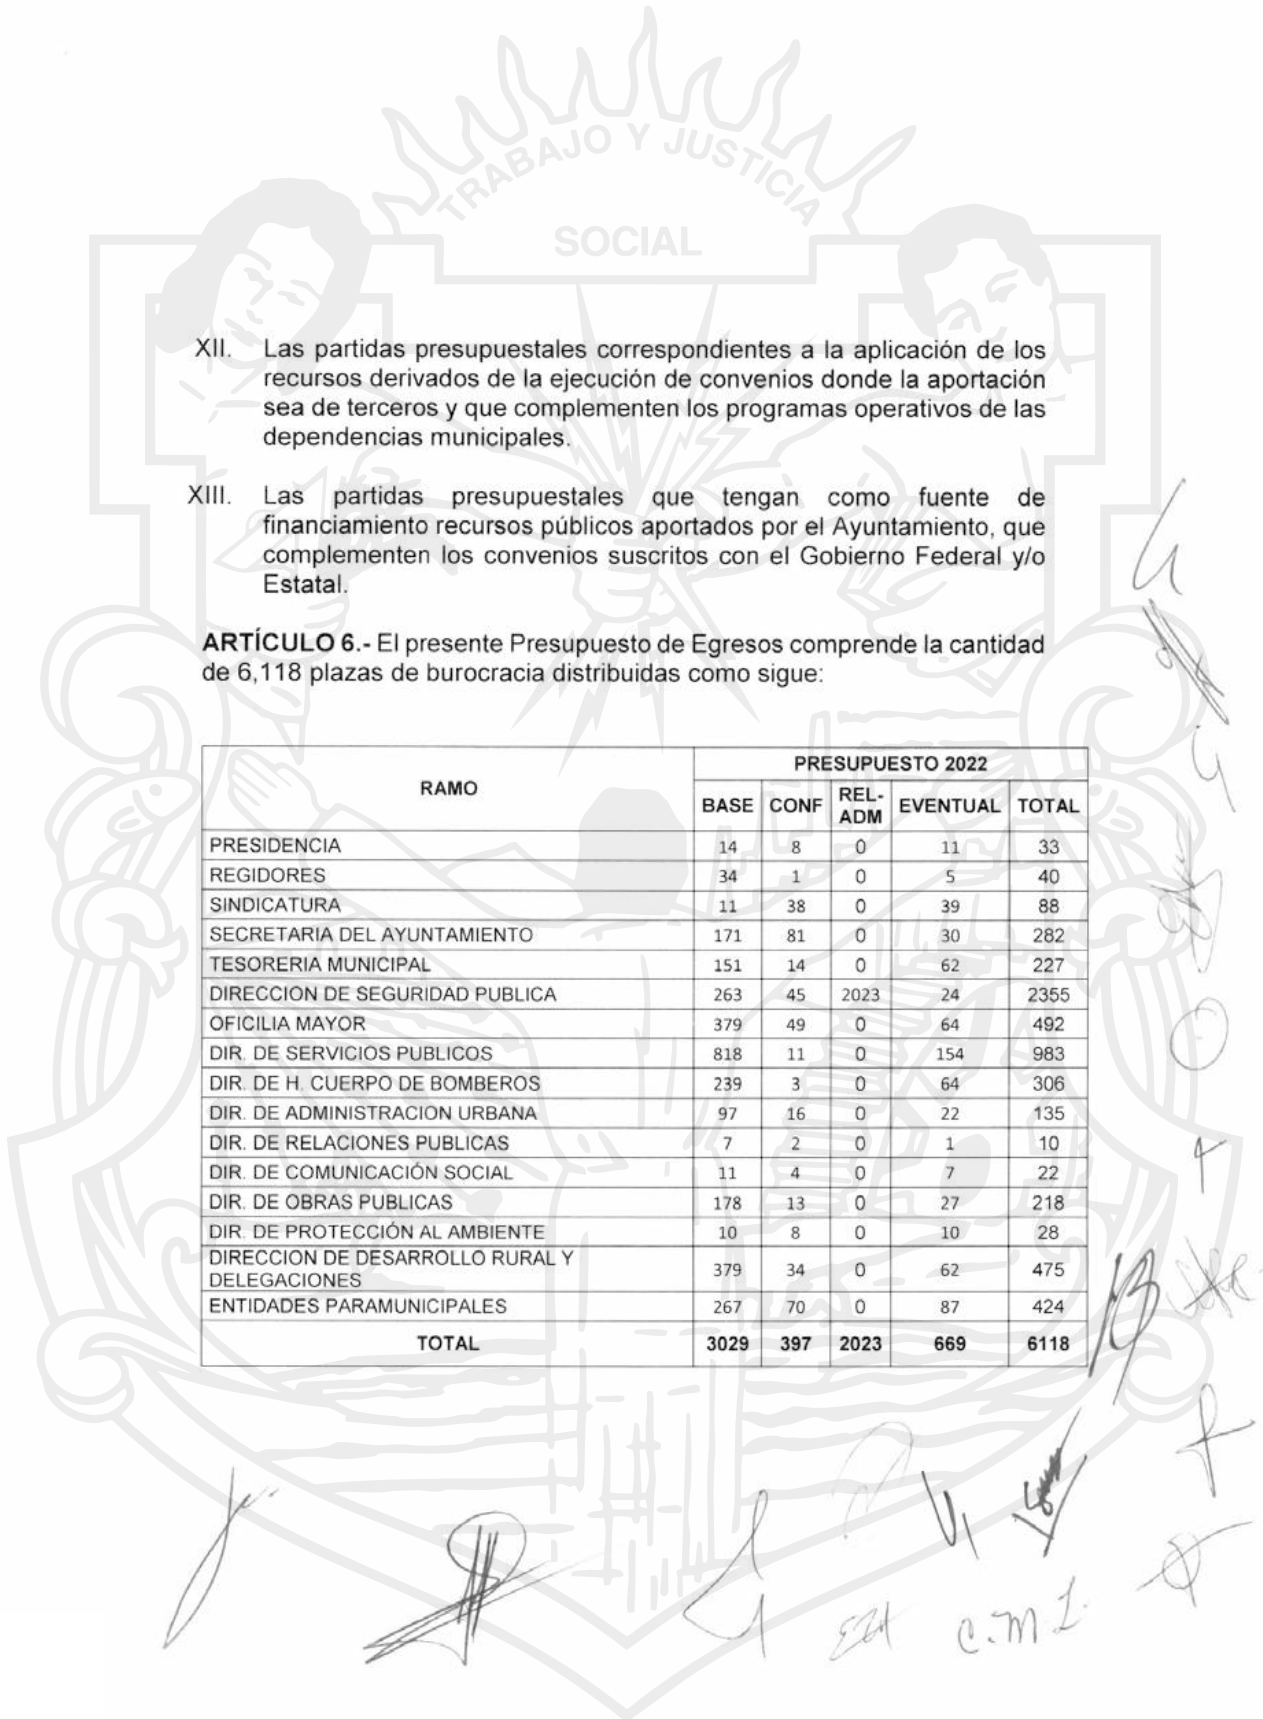 TRABAJO Y JUSTICIA
SOCIAL
XII. Las partidas presupuestales correspondientes a la aplicación de los
recursos derivados de la ejecución de convenios donde la aportación
sea de terceros y que complementen los programas operativos de las
dependencias municipales.
XIII. Las partidas presupuestales que tengan como fuente de
financiamiento recursos públicos aportados por el Ayuntamiento, que
complementen los convenios suscritos con el Gobierno Federal y/o
Estatal.
ARTÍCULO 6.- El presente Presupuesto de Egresos comprende la cantidad
de 6,118 plazas de burocracia distribuidas como sigue:
RAMO PRESUPUESTO 2022
BASE CONF REL-ADM EVENTUAL TOTAL
PRESIDENCIA 14 8 0 11 33
REGIDORES 34 1 0 5 40
SINDICATURA 11 38 0 39 88
SECRETARIA DEL AYUNTAMIENTO 171 81 0 30 282
TESORERIA MUNICIPAL 151 14 0 62 227
DIRECCION DE SEGURIDAD PUBLICA 263 45 2023 24 2355
OFICILIA MAYOR 379 49 0 64 492
DIR. DE SERVICIOS PUBLICOS 818 11 0 154 983
DIR. DE H. CUERPO DE BOMBEROS 239 3 0 64 306
DIR. DE ADMINISTRACION URBANA 97 16 0 22 135
DIR. DE RELACIONES PUBLICAS 7 2 0 1 10
DIR. DE COMUNICACIÓN SOCIAL 11 4 0 7 22
DIR. DE OBRAS PUBLICAS 178 13 0 27 218
DIR. DE PROTECCIÓN AL AMBIENTE 10 8 0 10 28
DIRECCION DE DESARROLLO RURAL Y
DELEGACIONES 379 34 0 62 475
ENTIDADES PARAMUNICIPALES 267 70 0 87 424
TOTAL 3029 397 2023 669 6118
C.M.L.